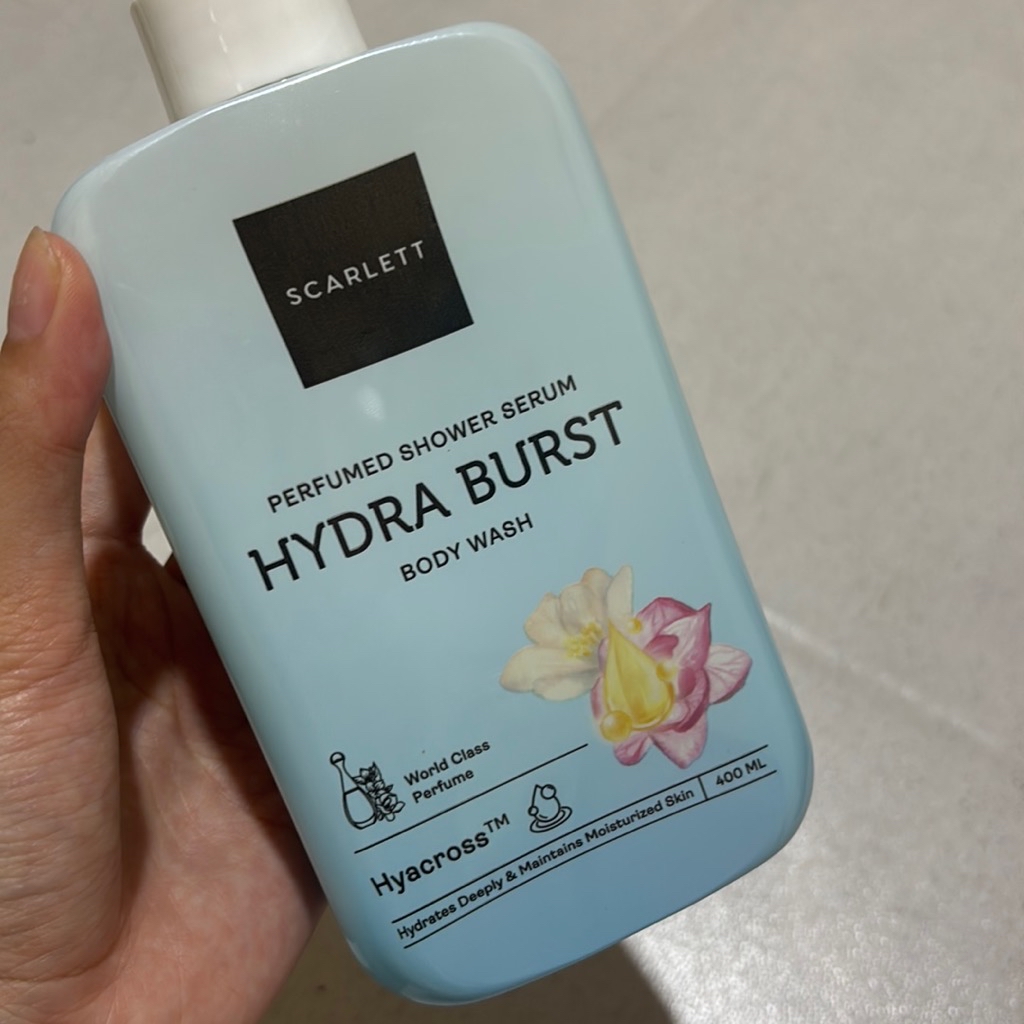 SCARLETT
PERFUMED SHOWER SERUM
HYDRA BURST
BODY WASH
World Class
Perfume
Hyacross™
Hydrates Deeply & Maintains Moisturized Skin
400 ML